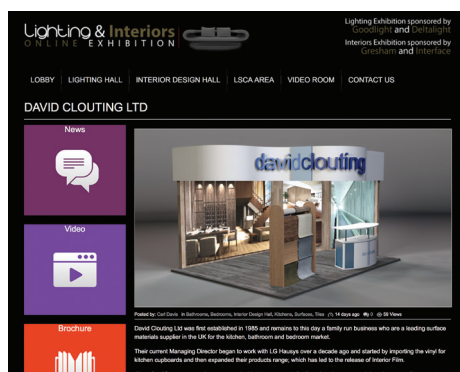 Lighting & Interiors
ONLINE EXHIBITION
Lighting Exhibition sponsored by
Goodlight and Deltalight
Interiors Exhibition sponsored by
Gresham and Interface
LOBBY LIGHTING HALL INTERIOR DESIGN HALL LSCA AREA VIDEO ROOM CONTACT US
DAVID CLOUTING LTD
News
Video
Brochure
davidclouting
Posted by: Carl Davis in Bathrooms, Bedrooms, Interior Design Hall, Kitchens, Surfaces, Tiles 14 days ago 0 59 Views
David Clouting Ltd was first established in 1985 and remains to this day a family run business who are a leading surface
materials supplier in the UK for the kitchen, bathroom and bedroom market.
Their current Managing Director began to work with LG Hausys over a decade ago and started by importing the vinyl for
kitchen cupboards and then expanded their products range; which has led to the release of Interior Film.